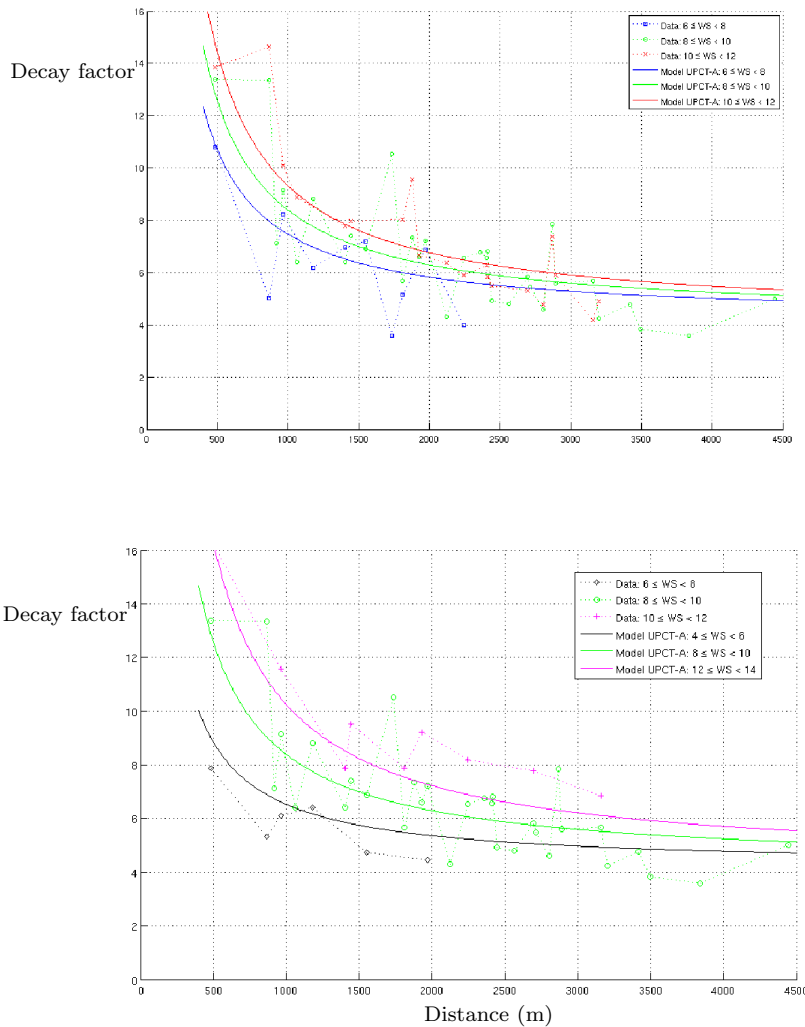 16
14
12
10
8
6
4
2
0
Decay factor
Data: 6 ≤ WS < 8
Data: 8 ≤ WS < 10
Data: 10 ≤ WS < 12
Model UPCT-A: 6 ≤ WS < 8
Model UPCT-A: 8 ≤ WS < 10
Model UPCT-A: 10 ≤ WS < 12
0 500 1000 1500 2000 2500 3000 3500 4000 4500
16
14
12
10
8
6
4
2
0
Decay factor
Data: 6 ≤ WS < 8
Data: 8 ≤ WS < 10
Data: 10 ≤ WS < 12
Model UPCT-A: 4 ≤ WS < 6
Model UPCT-A: 8 ≤ WS < 10
Model UPCT-A: 12 ≤ WS < 14
0 500 1000 1500 2000 2500 3000 3500 4000 4500
Distance (m)